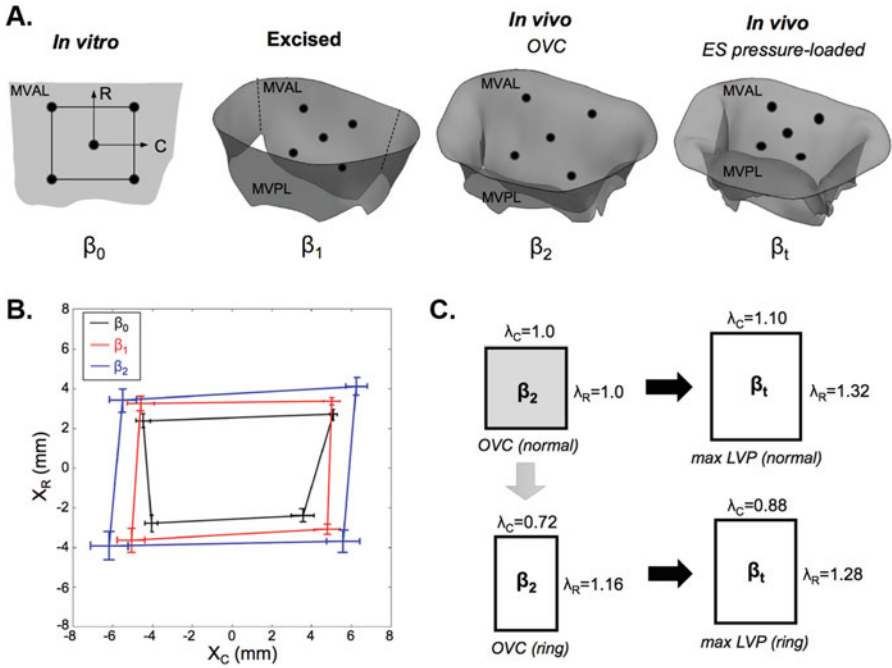 A.
In vitro
Excised
In vivo
OVC
In vivo
ES pressure-loaded
MVAL
R
C
MVAL
MVPL
MVAL
MVPL
MVAL
MVPL
β0
β1
β2
βt
B.
8
6
4
2
0
-2
-4
-6
-8
XR (mm)
β0
β1
β2
-8
-6
-4
-2
0
2
4
6
8
XC (mm)
C.
λC=1.0
β2
λR=1.0
OVC (normal)
λC=1.10
βt
λR=1.32
max LVP (normal)
λC=0.72
β2
λR=1.16
OVC (ring)
λC=0.88
βt
λR=1.28
max LVP (ring)